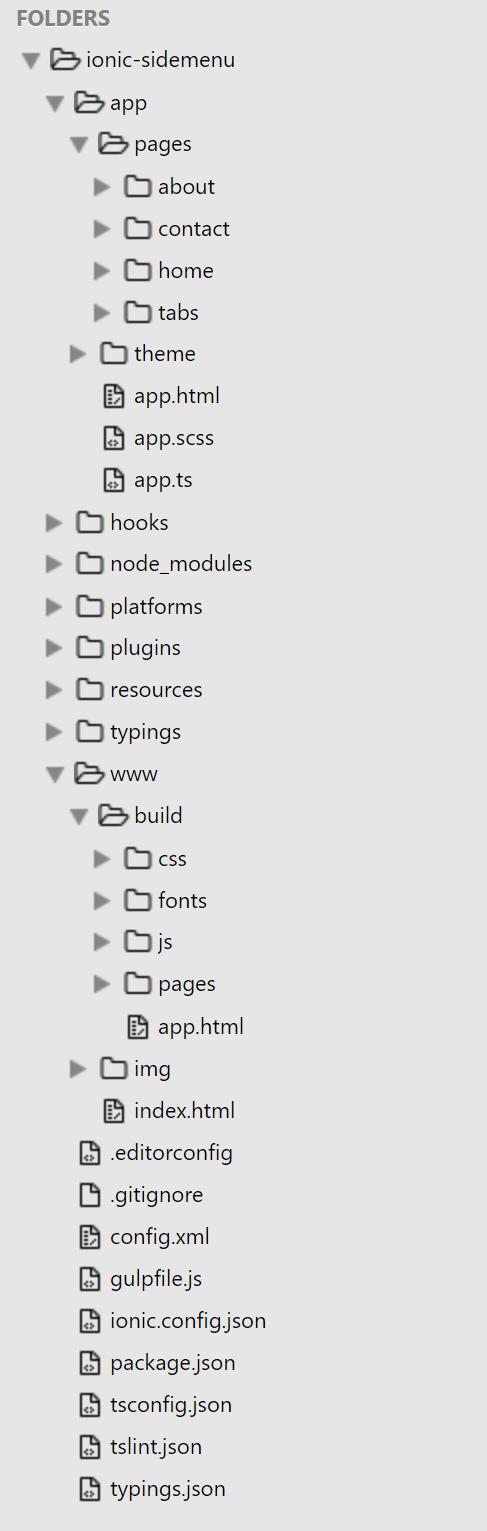 FOLDERS
ionic-sidemenu
app
pages
about
contact
home
tabs
theme
app.html
app.scss
app.ts
hooks
node_modules
platforms
plugins
resources
typings
www
build
css
fonts
js
pages
app.html
img
index.html
.editorconfig
.gitignore
config.xml
gulpfile.js
ionic.config.json
package.json
tsconfig.json
tslint.json
typings.json